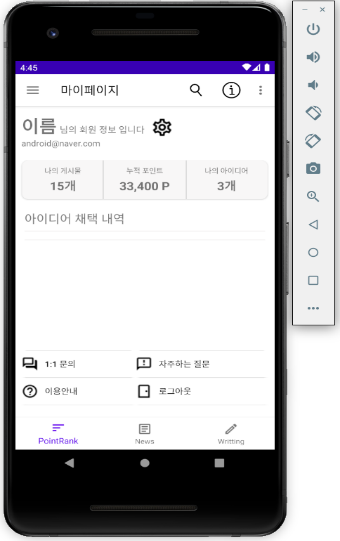 4:45
마이페이지
이름 님의 회원 정보 입니다
android@naver.com
나의 게시물 누적 포인트 나의 아이디어
15개 33,400 P 3개
아이디어 채택 내역
1:1 문의 자주하는 질문
이용안내 로그아웃
PointRank News Writting